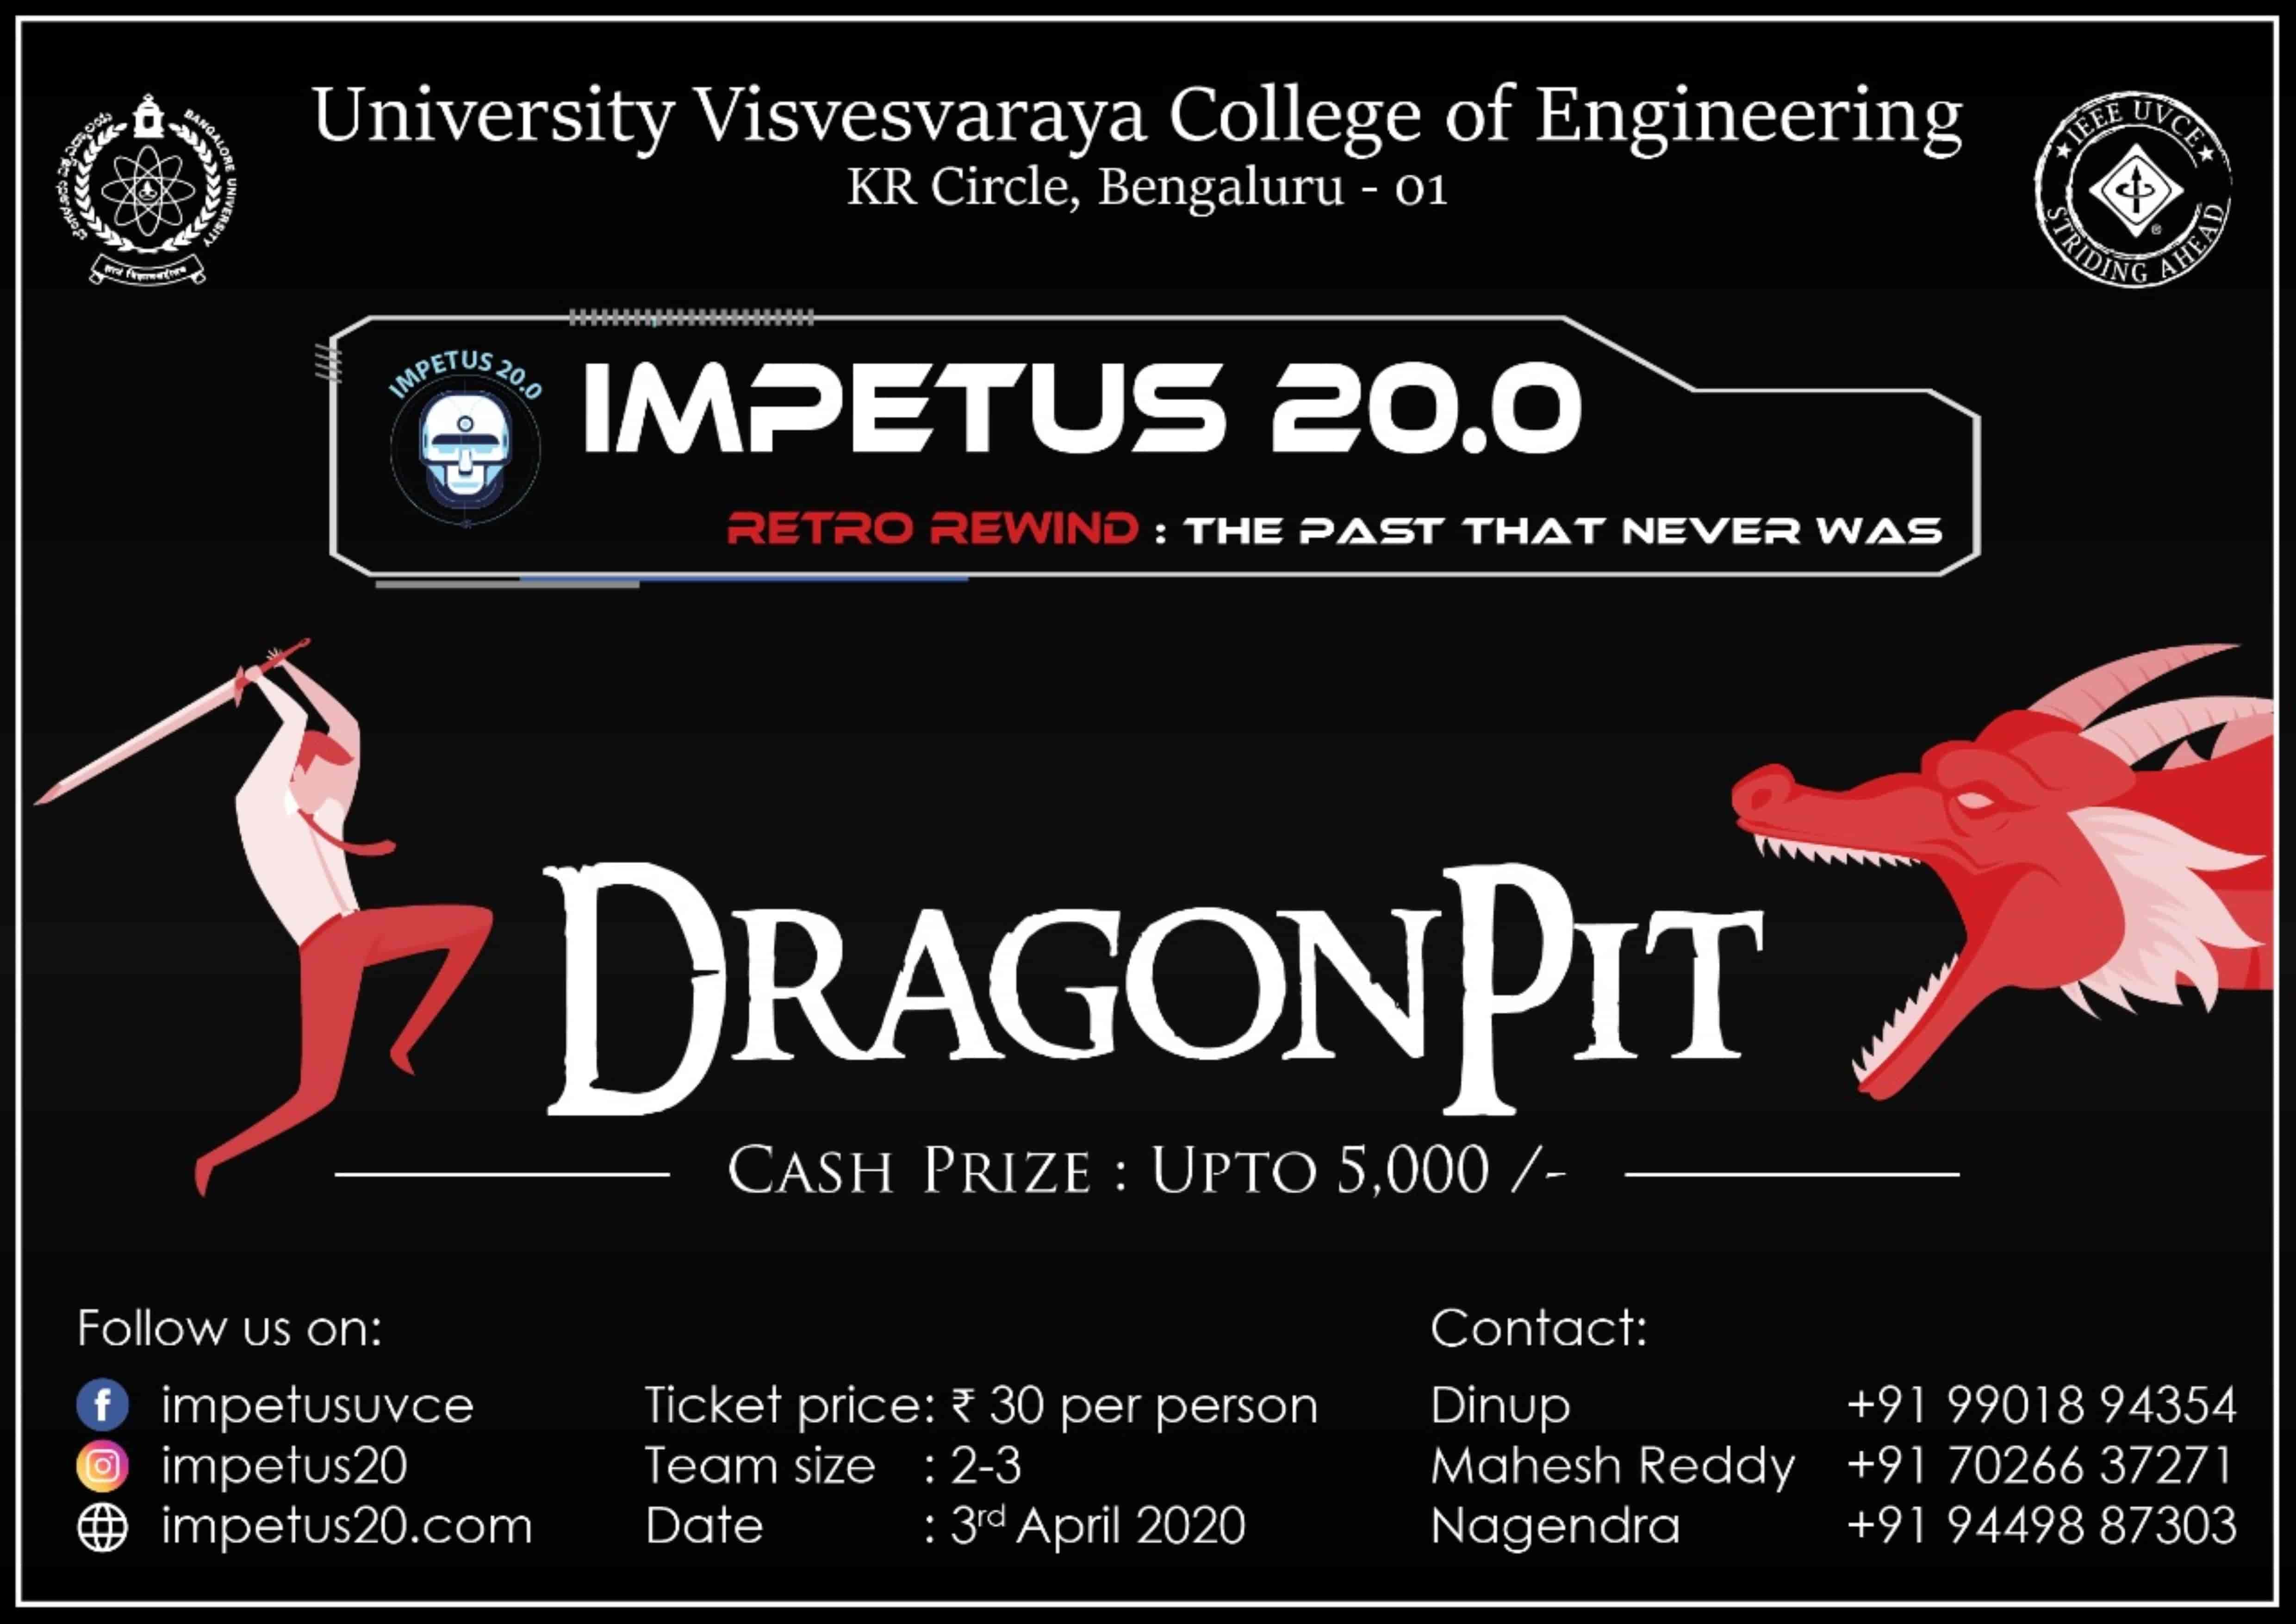 University Visvesvaraya College of Engineering
KR Circle, Bengaluru - 01
BANGALORE UNIVERSITY
IEEE UVCE
STRIDING AHEAD
IMPETUS 20.0
IMPETUS 20.0
RETRO REWIND : THE PAST THAT NEVER WAS
DRAGONPIT
CASH PRIZE : UPTO 5,000 /-
Follow us on:
impetusuvce
impetus20
impetus20.com
Ticket price: ₹ 30 per person
Team size : 2-3
Date : 3rd April 2020
Contact:
Dinup +91 99018 94354
Mahesh Reddy +91 70266 37271
Nagendra +91 94498 87303